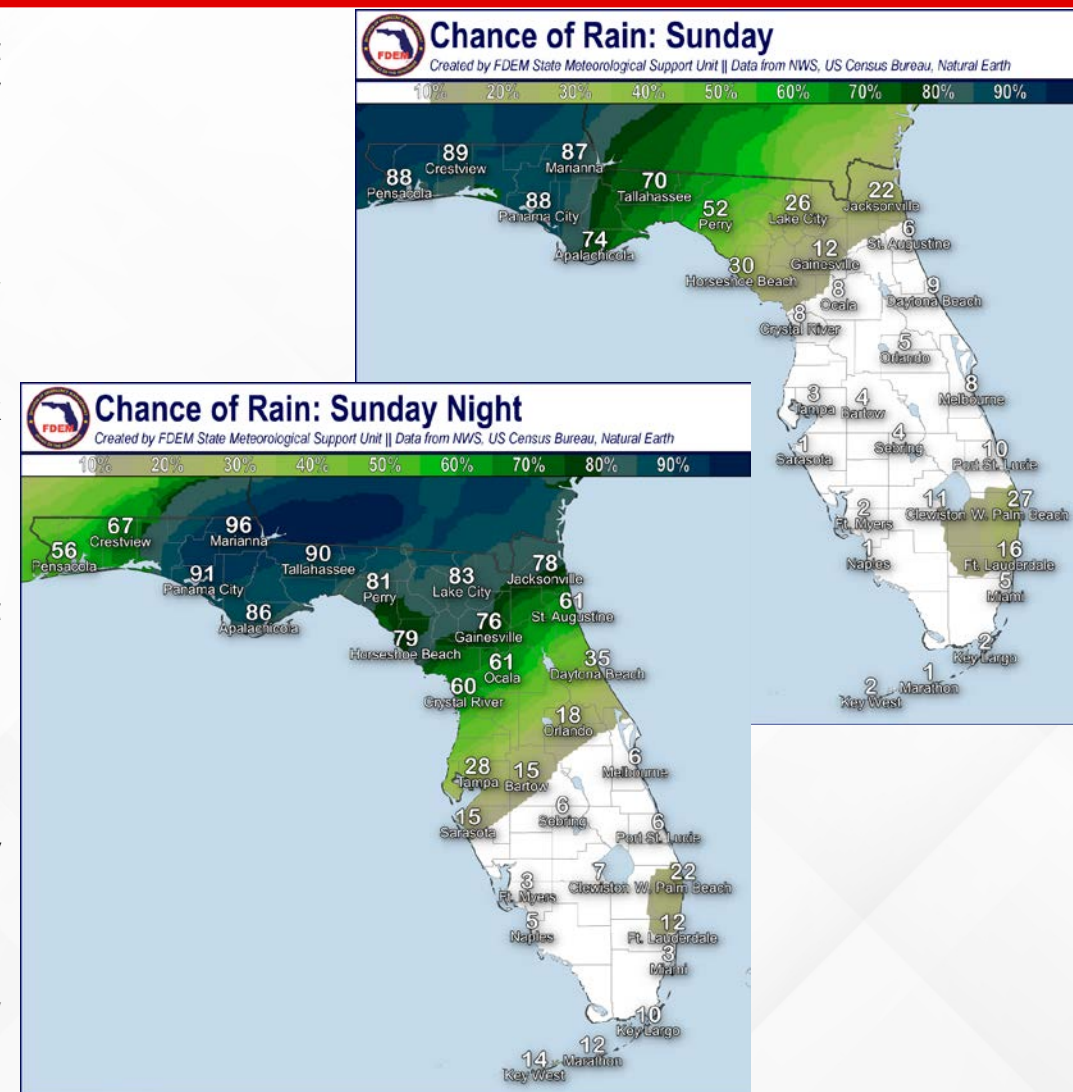 Chance of Rain: Sunday
FDEM
Created by FDEM State Meteorological Support Unit || Data from NWS, US Census Bureau, Natural Earth
10% 20% 30% 40% 50% 60% 70% 80% 90%
89
Crestview
87
Marianna
88
Pensacola
88
Panama City
70
Tallahassee
74
Apalachicola
52
Perry
26
Lake City
22
Jacksonville
6
St. Augustine
12
Gainesville
30
Horseshoe Beach
8
Ocala
9
Daytona Beach
8
Crystal River
5
Orlando
8
Melbourne
3
Tampa
4
Bartow
4
Sebring
1
Sarasota
10
Port St. Lucie
11
Clewiston
27
W. Palm Beach
2
Ft. Myers
1
Naples
16
Ft. Lauderdale
5
Miami
2
Key Largo
1
Marathon
2
Key West
Chance of Rain: Sunday Night
FDEM
Created by FDEM State Meteorological Support Unit || Data from NWS, US Census Bureau, Natural Earth
10% 20% 30% 40% 50% 60% 70% 80% 90%
67
Crestview
96
Marianna
56
Pensacola
91
Panama City
90
Tallahassee
86
Apalachicola
81
Perry
83
Lake City
78
Jacksonville
61
St. Augustine
76
Gainesville
79
Horseshoe Beach
61
Ocala
35
Daytona Beach
60
Crystal River
18
Orlando
6
Melbourne
28
Tampa
15
Bartow
6
Sebring
15
Sarasota
6
Port St. Lucie
7
Clewiston
22
W. Palm Beach
3
Ft. Myers
5
Naples
12
Ft. Lauderdale
3
Miami
10
Key Largo
12
Marathon
14
Key West